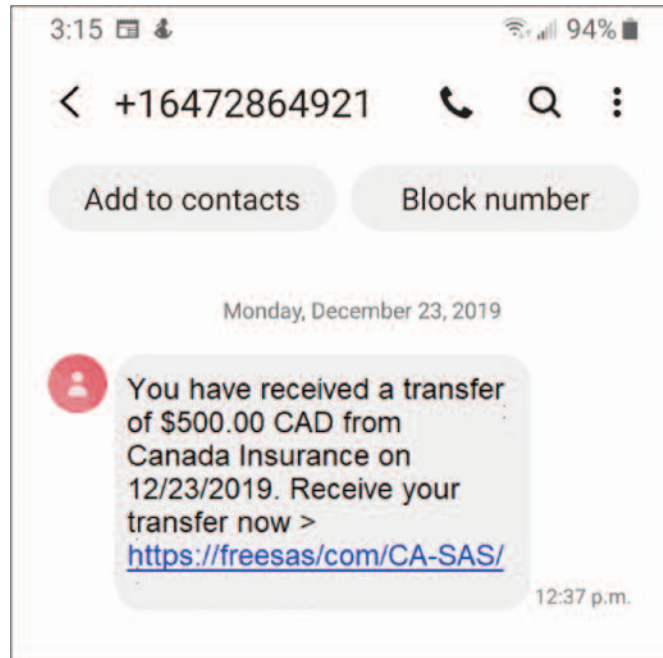 3:15 94%
+16472864921
Add to contacts Block number
Monday, December 23, 2019
You have received a transfer
of $500.00 CAD from
Canada Insurance on
12/23/2019. Receive your
transfer now >
https://freesas/com/CA-SAS/
12:37 p.m.